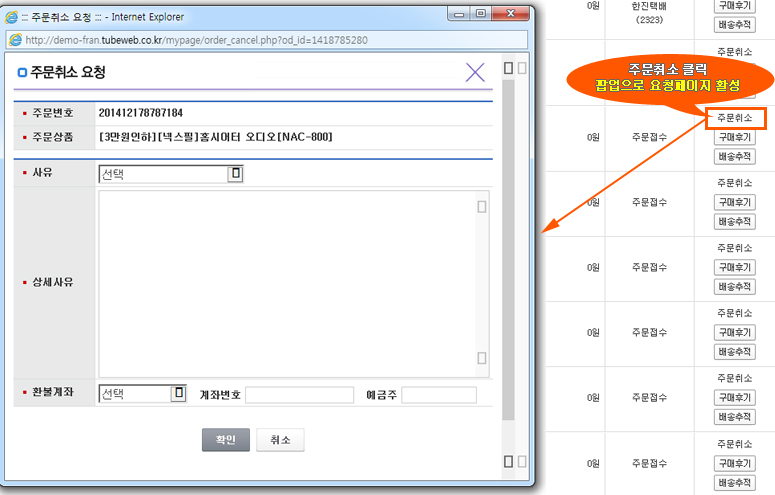 ::: 주문취소 요청 ::: - Internet Explorer
http://demo-fran.tubeweb.co.kr/mypage/order_cancel.php?od_id=1418785280
주문취소 요청
주문번호 201412178787184
주문상품 [3만원인하][넥스필]홈시어터 오디오[NAC-800]
사유 선택
상세사유
환불계좌 선택 계좌번호 예금주
확인 취소
0일 한진택배 구매후기
(2323) 배송추적
주문취소
주문취소 클릭
팝업으로 요청페이지 활성
주문취소
0일 주문접수 구매후기
배송추적
주문취소
0일 주문접수 구매후기
배송추적
주문취소
0일 주문접수 구매후기
배송추적
주문취소
0일 주문접수 구매후기
배송추적
주문취소
0일 주문접수 구매후기
배송추적
주문취소
0일 주문접수 구매후기
배송추적